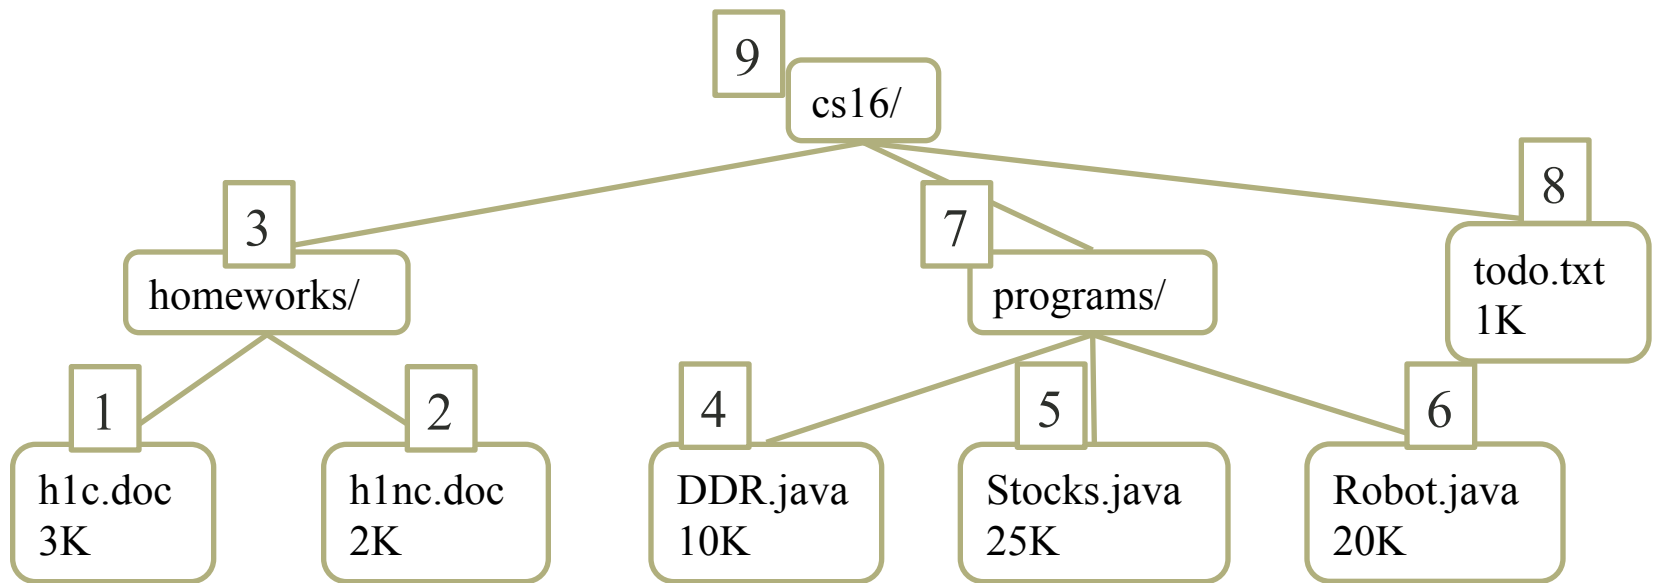 9
cs16/
3
7
8
homeworks/
programs/
todo.txt
1K
1
2
4
5
6
h1c.doc
3K
h1nc.doc
2K
DDR.java
10K
Stocks.java
25K
Robot.java
20K